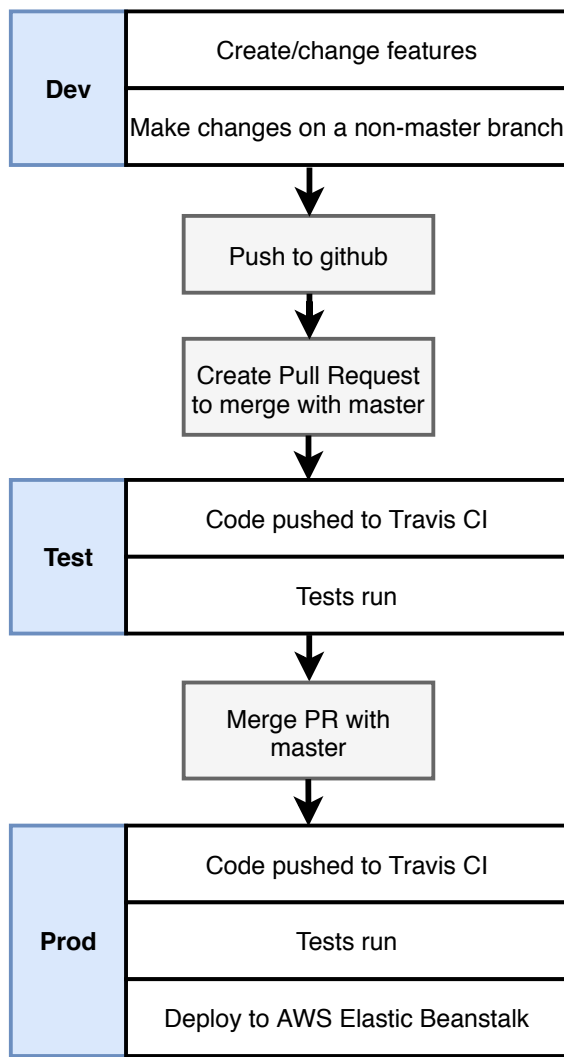 Dev
Create/change features
Make changes on a non-master branch
Push to github
Create Pull Request
to merge with master
Test
Code pushed to Travis CI
Tests run
Merge PR with
master
Prod
Code pushed to Travis CI
Tests run
Deploy to AWS Elastic Beanstalk